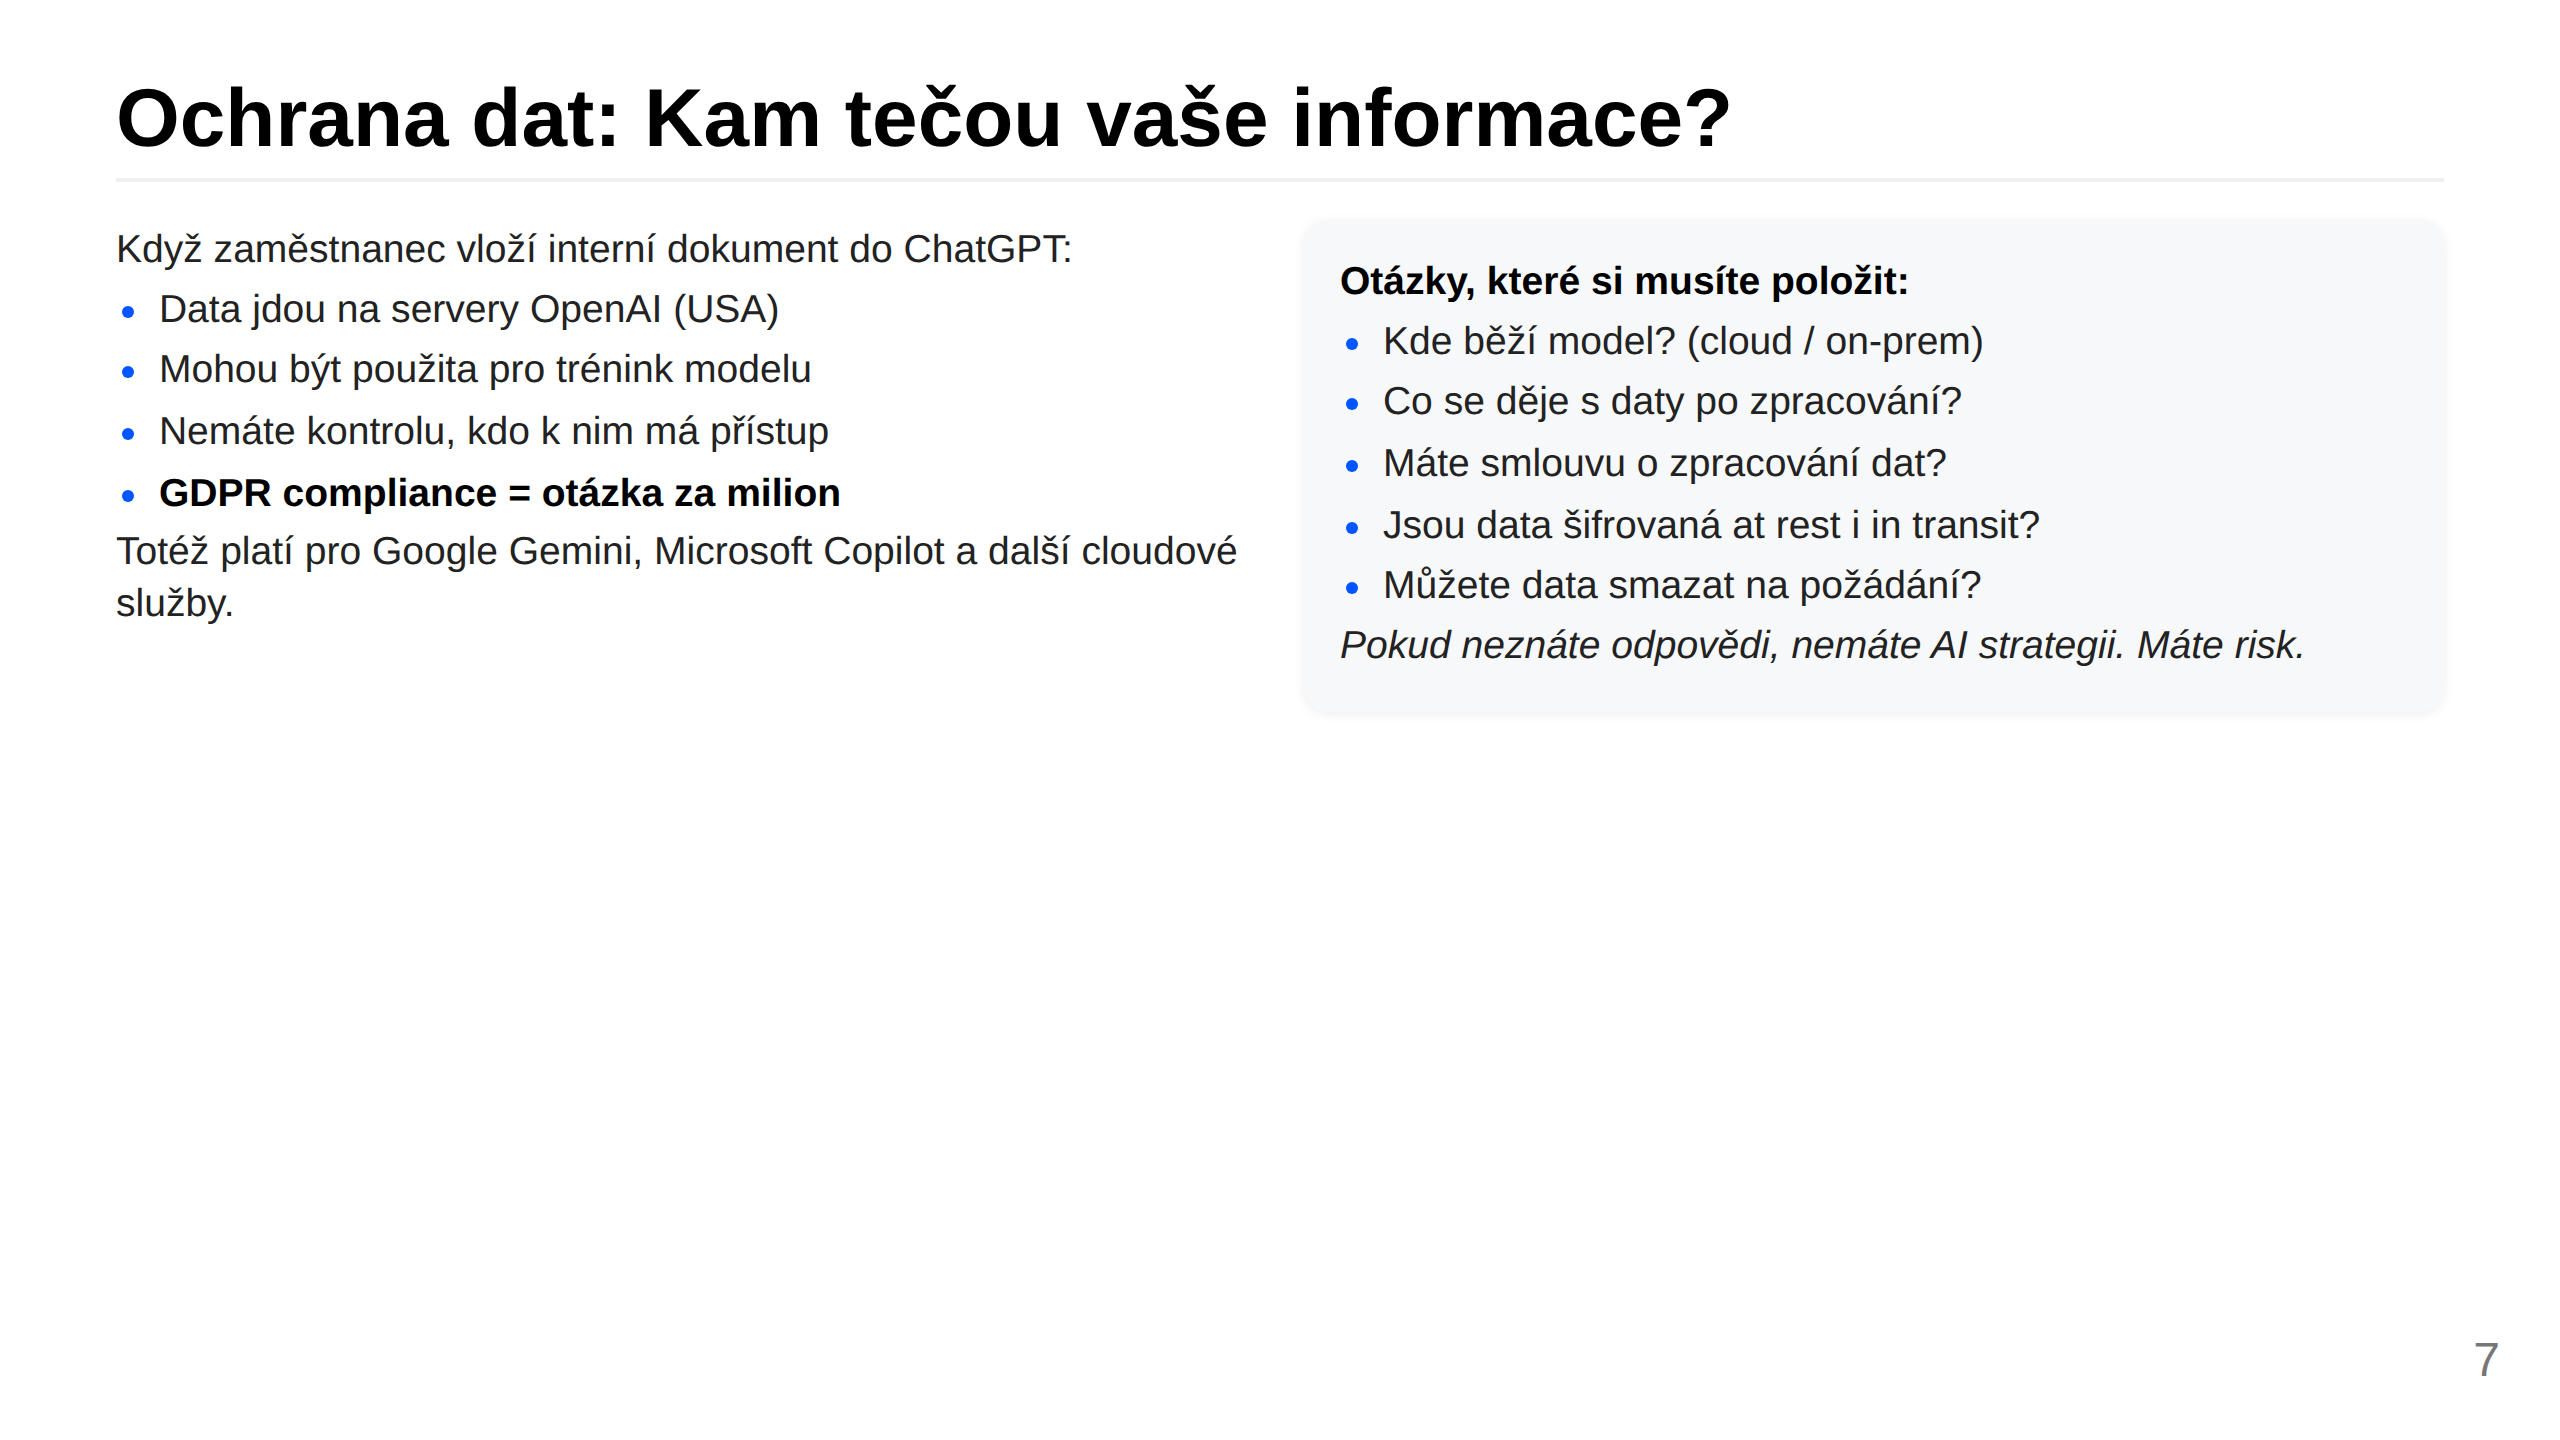 Ochrana dat: Kam tečou vaše informace?
Když zaměstnanec vloží interní dokument do ChatGPT:
• Data jdou na servery OpenAI (USA)
• Mohou být použita pro trénink modelu
• Nemáte kontrolu, kdo k nim má přístup
• GDPR compliance = otázka za milion
Totéž platí pro Google Gemini, Microsoft Copilot a další cloudové
služby.
Otázky, které si musíte položit:
• Kde běží model? (cloud / on-prem)
• Co se děje s daty po zpracování?
• Máte smlouvu o zpracování dat?
• Jsou data šifrovaná at rest i in transit?
• Můžete data smazat na požádání?
Pokud neznáte odpovědi, nemáte AI strategii. Máte risk.
7